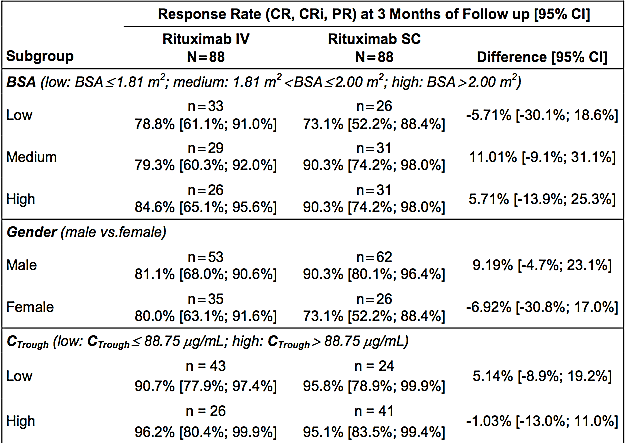 Response Rate (CR, CRi, PR) at 3 Months of Follow up [95% CI]
Subgroup Rituximab IV N=88 Rituximab SC N=88 Difference [95% CI]
BSA (low: BSA≤1.81 m²; medium: 1.81 m²<BSA≤2.00 m²; high: BSA>2.00 m²)
Low n=33 78.8% [61.1%; 91.0%] n=26 73.1% [52.2%; 88.4%] -5.71% [-30.1%; 18.6%]
Medium n=29 79.3% [60.3%; 92.0%] n=31 90.3% [74.2%; 98.0%] 11.01% [-9.1%; 31.1%]
High n=26 84.6% [65.1%; 95.6%] n=31 90.3% [74.2%; 98.0%] 5.71% [-13.9%; 25.3%]
Gender (male vs.female)
Male n=53 81.1% [68.0%; 90.6%] n=62 90.3% [80.1%; 96.4%] 9.19% [-4.7%; 23.1%]
Female n=35 80.0% [63.1%; 91.6%] n=26 73.1% [52.2%; 88.4%] -6.92% [-30.8%; 17.0%]
CTrough (low: CTrough≤ 88.75 µg/mL; high: CTrough> 88.75 µg/mL)
Low n = 43 90.7% [77.9%; 97.4%] n = 24 95.8% [78.9%; 99.9%] 5.14% [-8.9%; 19.2%]
High n = 26 96.2% [80.4%; 99.9%] n = 41 95.1% [83.5%; 99.4%] -1.03% [-13.0%; 11.0%]